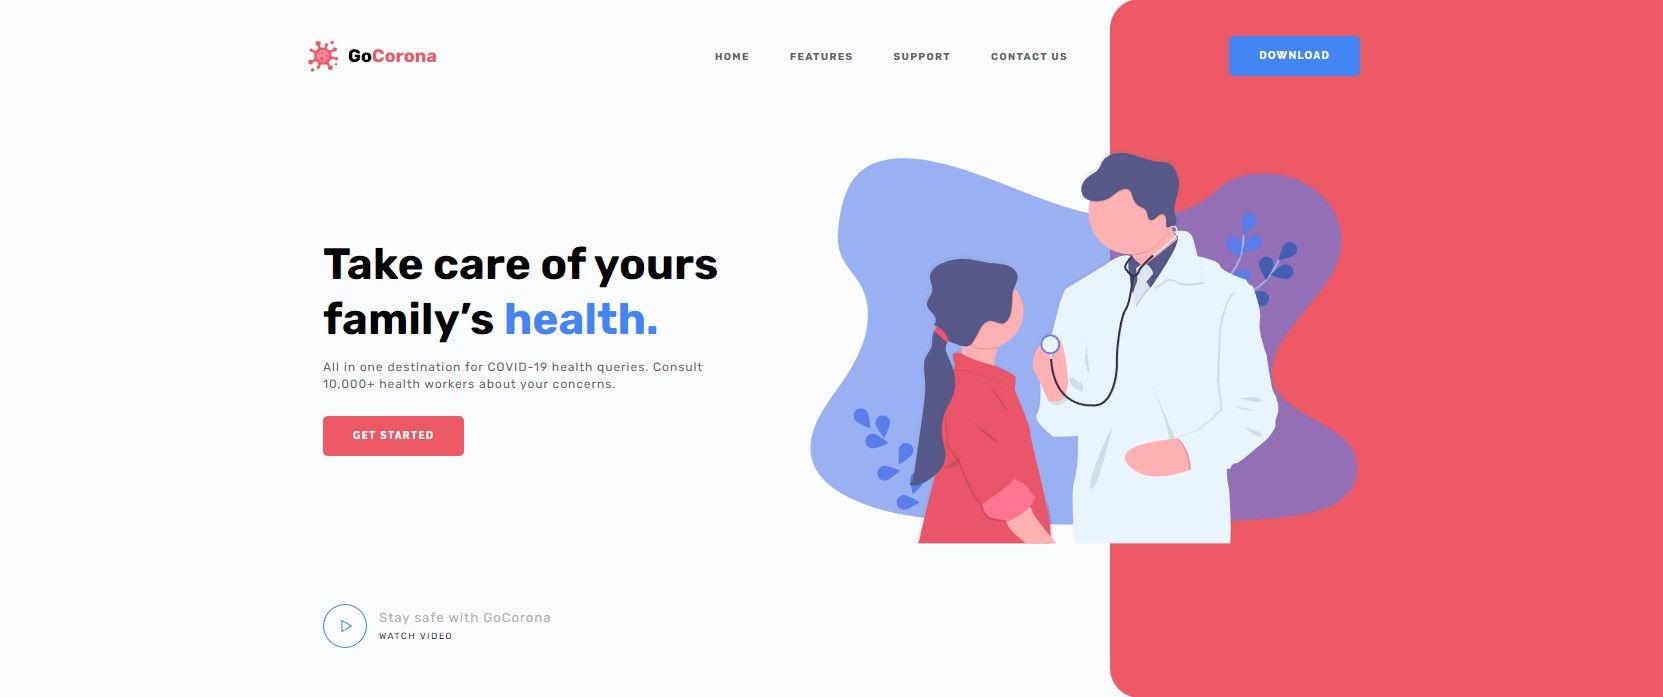 GoCorona
HOME
FEATURES
SUPPORT
CONTACT US
DOWNLOAD
Take care of yours
family’s health.
All in one destination for COVID-19 health queries. Consult
10,000+ health workers about your concerns.
GET STARTED
Stay safe with GoCorona
WATCH VIDEO